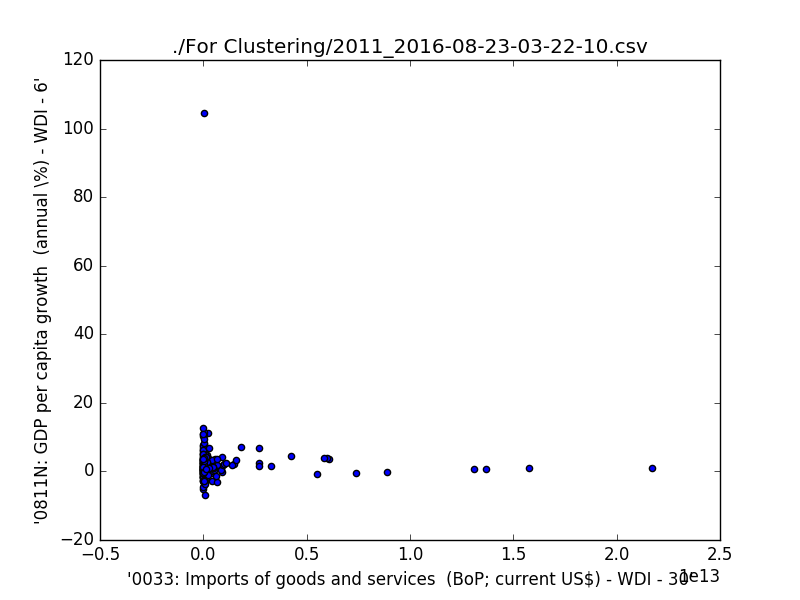 ./For Clustering/2011_2016-08-23-03-22-10.csv
'0811N: GDP per capita growth  (annual \%) - WDI - 6'
120
100
80
60
40
20
0
−20
−0.5 0.0 0.5 1.0 1.5 2.0 2.5
1e13
'0033: Imports of goods and services  (BoP; current US$) - WDI - 30'